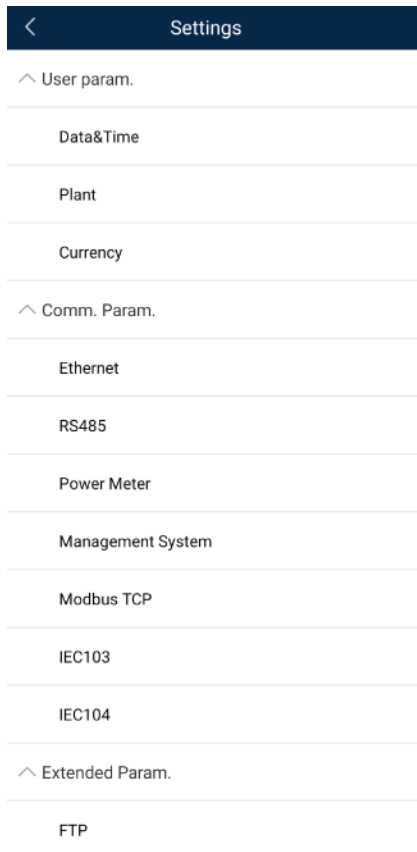 Settings
User param.
Data&Time
Plant
Currency
Comm. Param.
Ethernet
RS485
Power Meter
Management System
Modbus TCP
IEC103
IEC104
Extended Param.
FTP